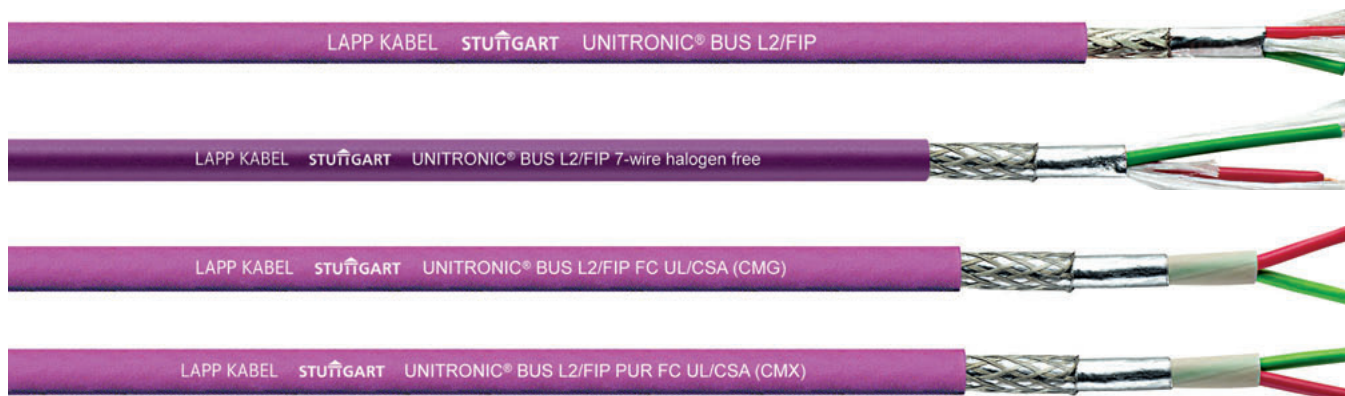 LAPP KABEL STUTTGART UNITRONIC® BUS L2/FIP
LAPP KABEL STUTTGART UNITRONIC® BUS L2/FIP 7-wire halogen free
LAPP KABEL STUTTGART UNITRONIC® BUS L2/FIP FC UL/CSA (CMG)
LAPP KABEL STUTTGART UNITRONIC® BUS L2/FIP PUR FC UL/CSA (CMX)